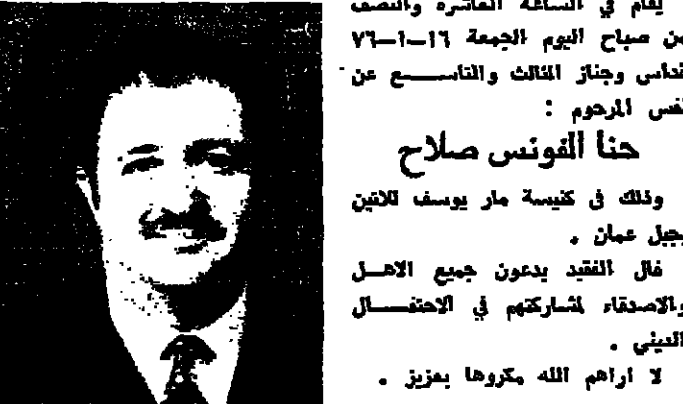 يقام في الساعة العاشرة والنصف
من صباح اليوم الجمعة ١٦-١-٧٦
قداس وجناز الثالث والتاسع عن
نفس المرحوم :
حنا الفونس صلاح
وذلك في كنيسة مار يوسف للاتين
بجبل عمان .
فال الفقيد يدعون جميع الاهل
والاصدقاء لمشاركتهم في الاحتفال
الديني .
لا اراهم الله مكروها بعزيز .